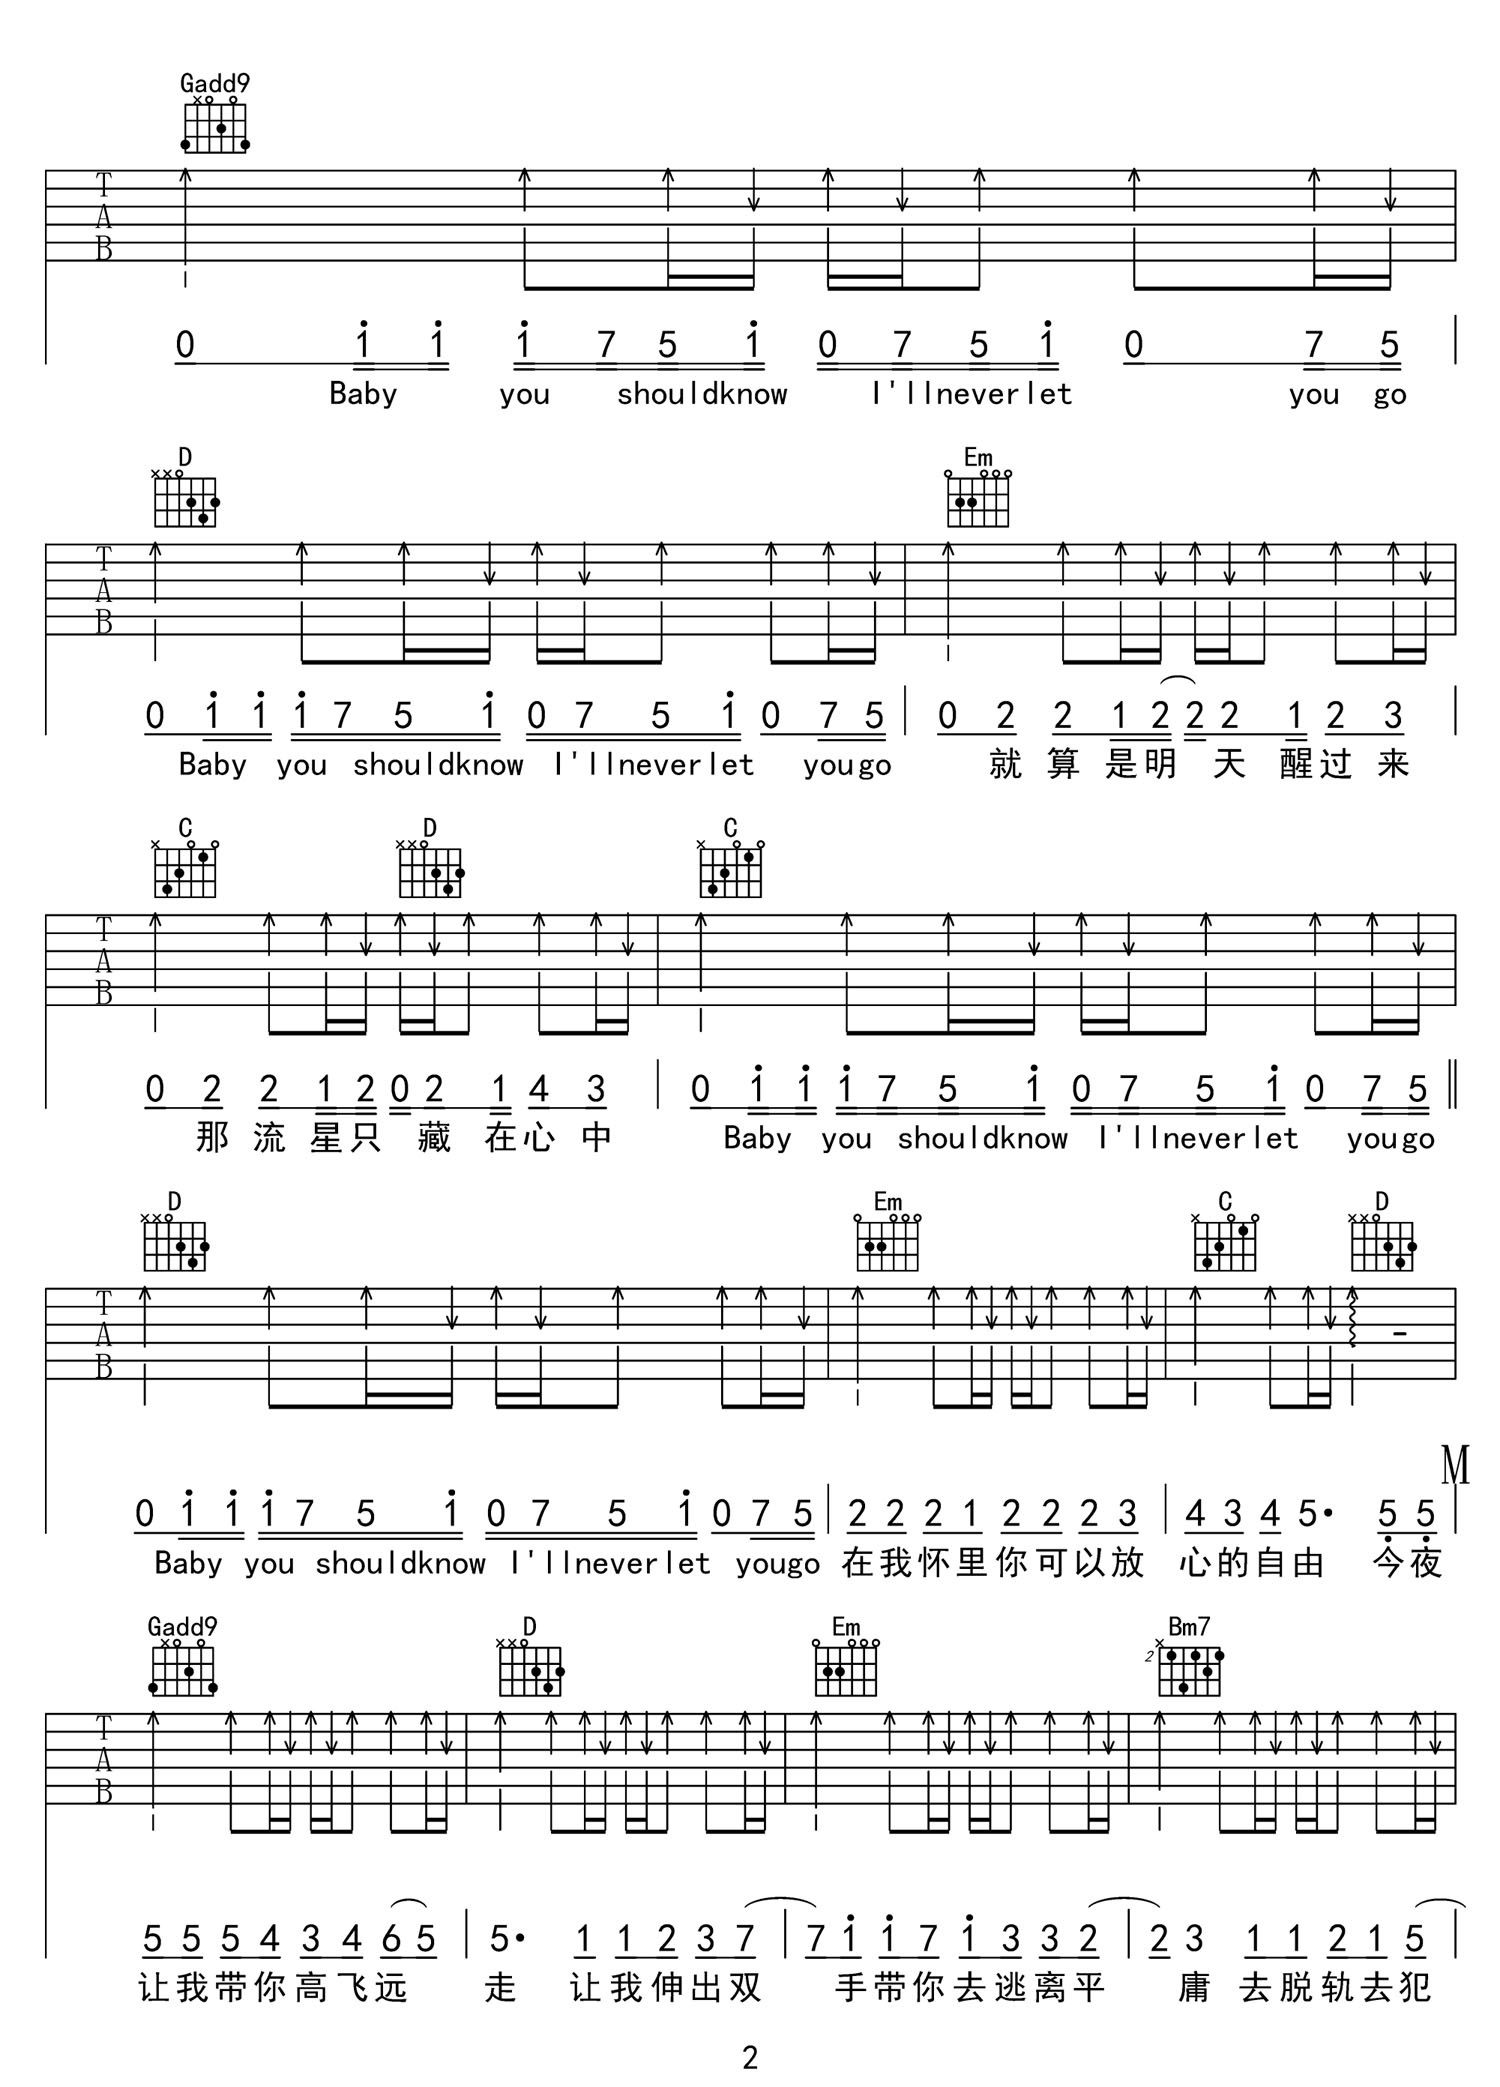 Gadd9
T
A
B
0 1 1 1 7 5 1 0 7 5 1 0 7 5
Baby you shouldknow I'llneverlet you go
D Em
T
A
B
0 1 1 1 7 5 1 0 7 5 1 0 7 5 0 2 2 1 2 2 2 1 2 3
Baby you shouldknow I'llneverlet yougo 就算是明天醒过来
C D C
T
A
B
0 2 2 1 2 0 2 1 4 3 0 1 1 1 7 5 1 0 7 5 1 0 7 5
那流星只藏在心中 Baby you shouldknow I'llneverlet yougo
D Em C D
T
A
B
M
0 1 1 1 7 5 1 0 7 5 1 0 7 5 2 2 2 1 2 2 2 3 4 3 4 5· 5 5
Baby you shouldknow I'llneverlet yougo 在我怀里你可以放心的自由 今夜
Gadd9 D Em Bm7
2
T
A
B
5 5 5 4 3 4 6 5 5· 1 1 2 3 7 7 1 1 7 1 3 3 2 2 3 1 1 2 1 5
让我带你高飞远走 让我伸出双手带你去逃离平庸 去脱轨去犯
2